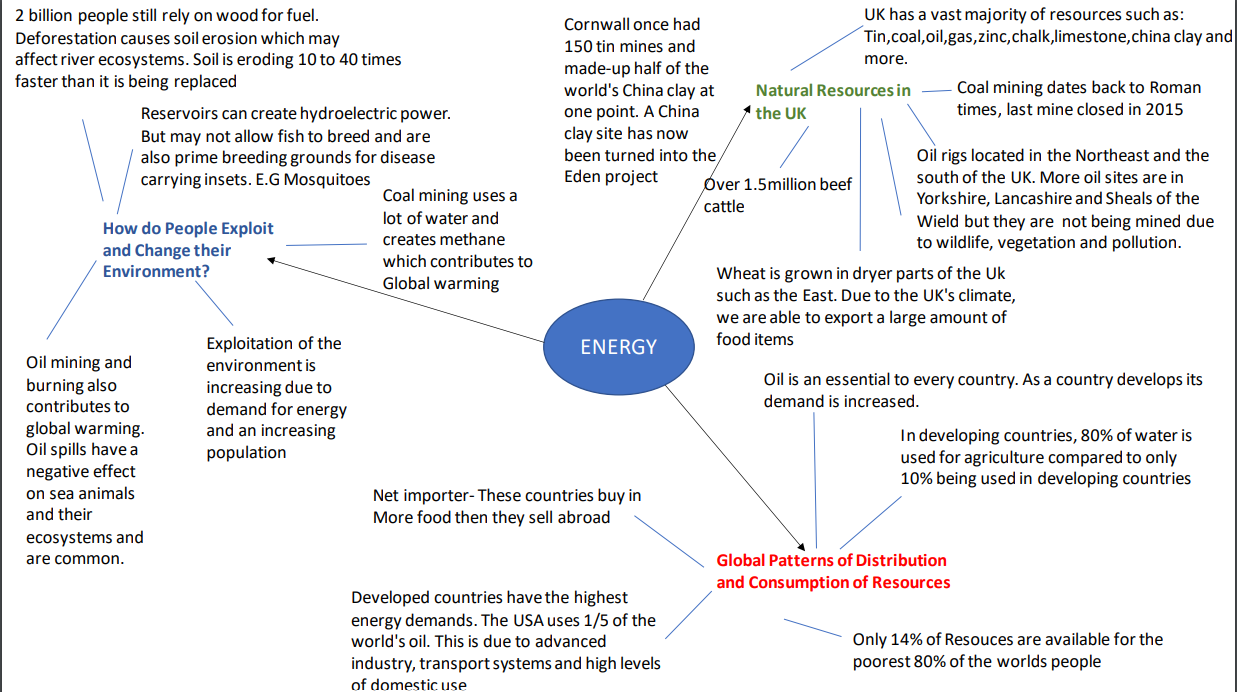 2 billion people still rely on wood for fuel.
Deforestation causes soil erosion which may
affect river ecosystems. Soil is eroding 10 to 40 times
faster than it is being replaced
Reservoirs can create hydroelectric power.
But may not allow fish to breed and are
also prime breeding grounds for disease
carrying insets. E.G Mosquitoes
Coal mining uses a
lot of water and
creates methane
which contributes to
Global warming
How do People Exploit
and Change their
Environment?
Oil mining and
burning also
contributes to
global warming.
Oil spills have a
negative effect
on sea animals
and their
ecosystems and
are common.
Exploitation of the
environment is
increasing due to
demand for energy
and an increasing
population
Cornwall once had
150 tin mines and
made-up half of the
world's China clay at
one point. A China
clay site has now
been turned into the
Eden project
UK has a vast majority of resources such as:
Tin,coal,oil,gas,zinc,chalk,limestone,china clay and
more.
Natural Resources in
the UK
Coal mining dates back to Roman
times, last mine closed in 2015
Over 1.5million beef
cattle
Oil rigs located in the Northeast and the
south of the UK. More oil sites are in
Yorkshire, Lancashire and Sheals of the
Wield but they are  not being mined due
to wildlife, vegetation and pollution.
Wheat is grown in dryer parts of the Uk
such as the East. Due to the UK's climate,
we are able to export a large amount of
food items
ENERGY
Oil is an essential to every country. As a country develops its
demand is increased.
In developing countries, 80% of water is
used for agriculture compared to only
10% being used in developing countries
Net importer- These countries buy in
More food then they sell abroad
Global Patterns of Distribution
and Consumption of Resources
Developed countries have the highest
energy demands. The USA uses 1/5 of the
world's oil. This is due to advanced
industry, transport systems and high levels
of domestic use
Only 14% of Resouces are available for the
poorest 80% of the worlds people